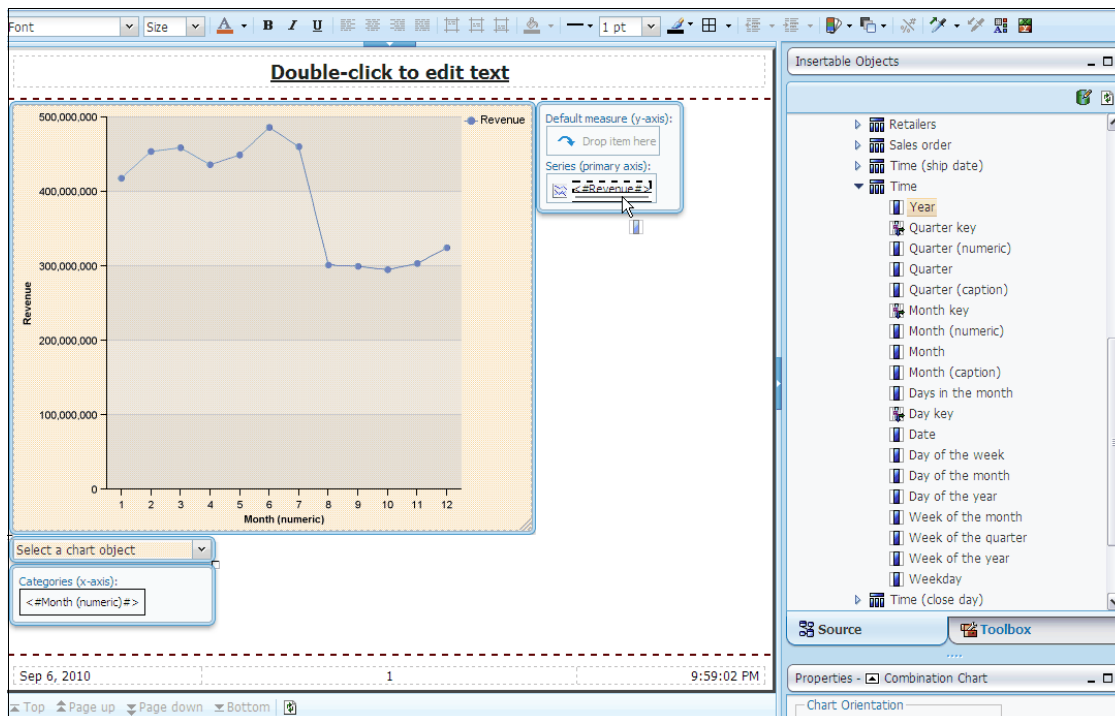 Font Size A B I U 1 pt
Double-click to edit text
500,000,000
400,000,000
300,000,000
200,000,000
100,000,000
0
Revenue
1 2 3 4 5 6 7 8 9 10 11 12
Month (numeric)
Revenue
Default measure (y-axis):
Drop item here
Series (primary axis):
<#Revenue#>
Select a chart object
Categories (x-axis):
<#Month (numeric)#>
Sep 6, 2010 1 9:59:02 PM
Top Page up Page down Bottom
Insertable Objects
Retailers
Sales order
Time (ship date)
Time
Year
Quarter key
Quarter (numeric)
Quarter
Quarter (caption)
Month key
Month (numeric)
Month
Month (caption)
Days in the month
Day key
Date
Day of the week
Day of the month
Day of the year
Week of the month
Week of the quarter
Week of the year
Weekday
Time (close day)
Source Toolbox
Properties - Combination Chart
Chart Orientation